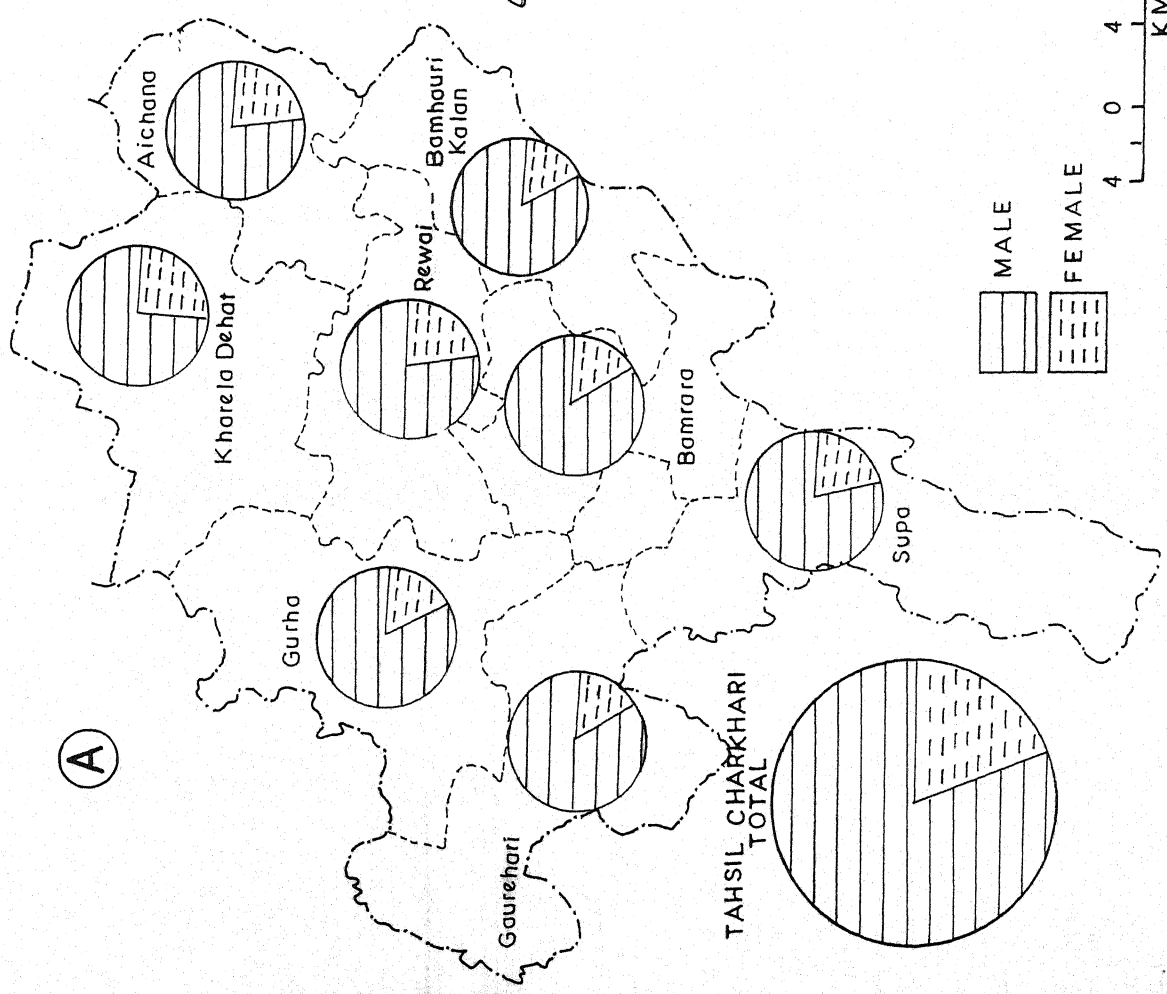 A
Aichana
Kharela Dehat
Bamhauri
Kalan
Rewai
Gurha
Bamrara
Supa
Gaurehari
TAHSIL CHARKHARI
TOTAL
MALE
FEMALE
4 0 4
KM